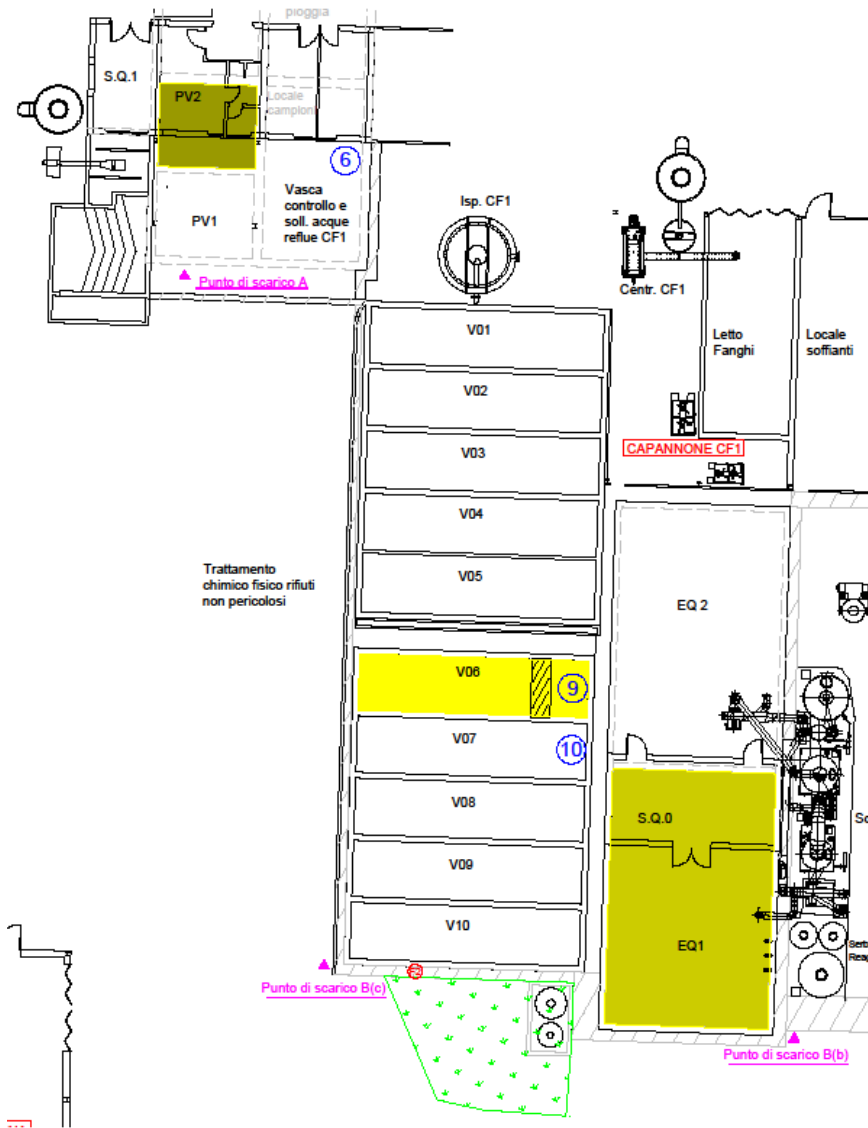 pioggia
S.Q.1
PV2
Locale
campioni
6
Vasca
controllo e
soll. acque
reflue CF1
PV1
Isp. CF1
Punto di scarico A
Centr. CF1
V01
Letto
Fanghi
Locale
soffianti
V02
CAPANNONE CF1
V03
V04
Trattamento
chimico fisico rifiuti
non pericolosi
V05
EQ 2
V06
9
V07
10
V08
S.Q.0
V09
V10
EQ1
Punto di scarico B(c)
Punto di scarico B(b)